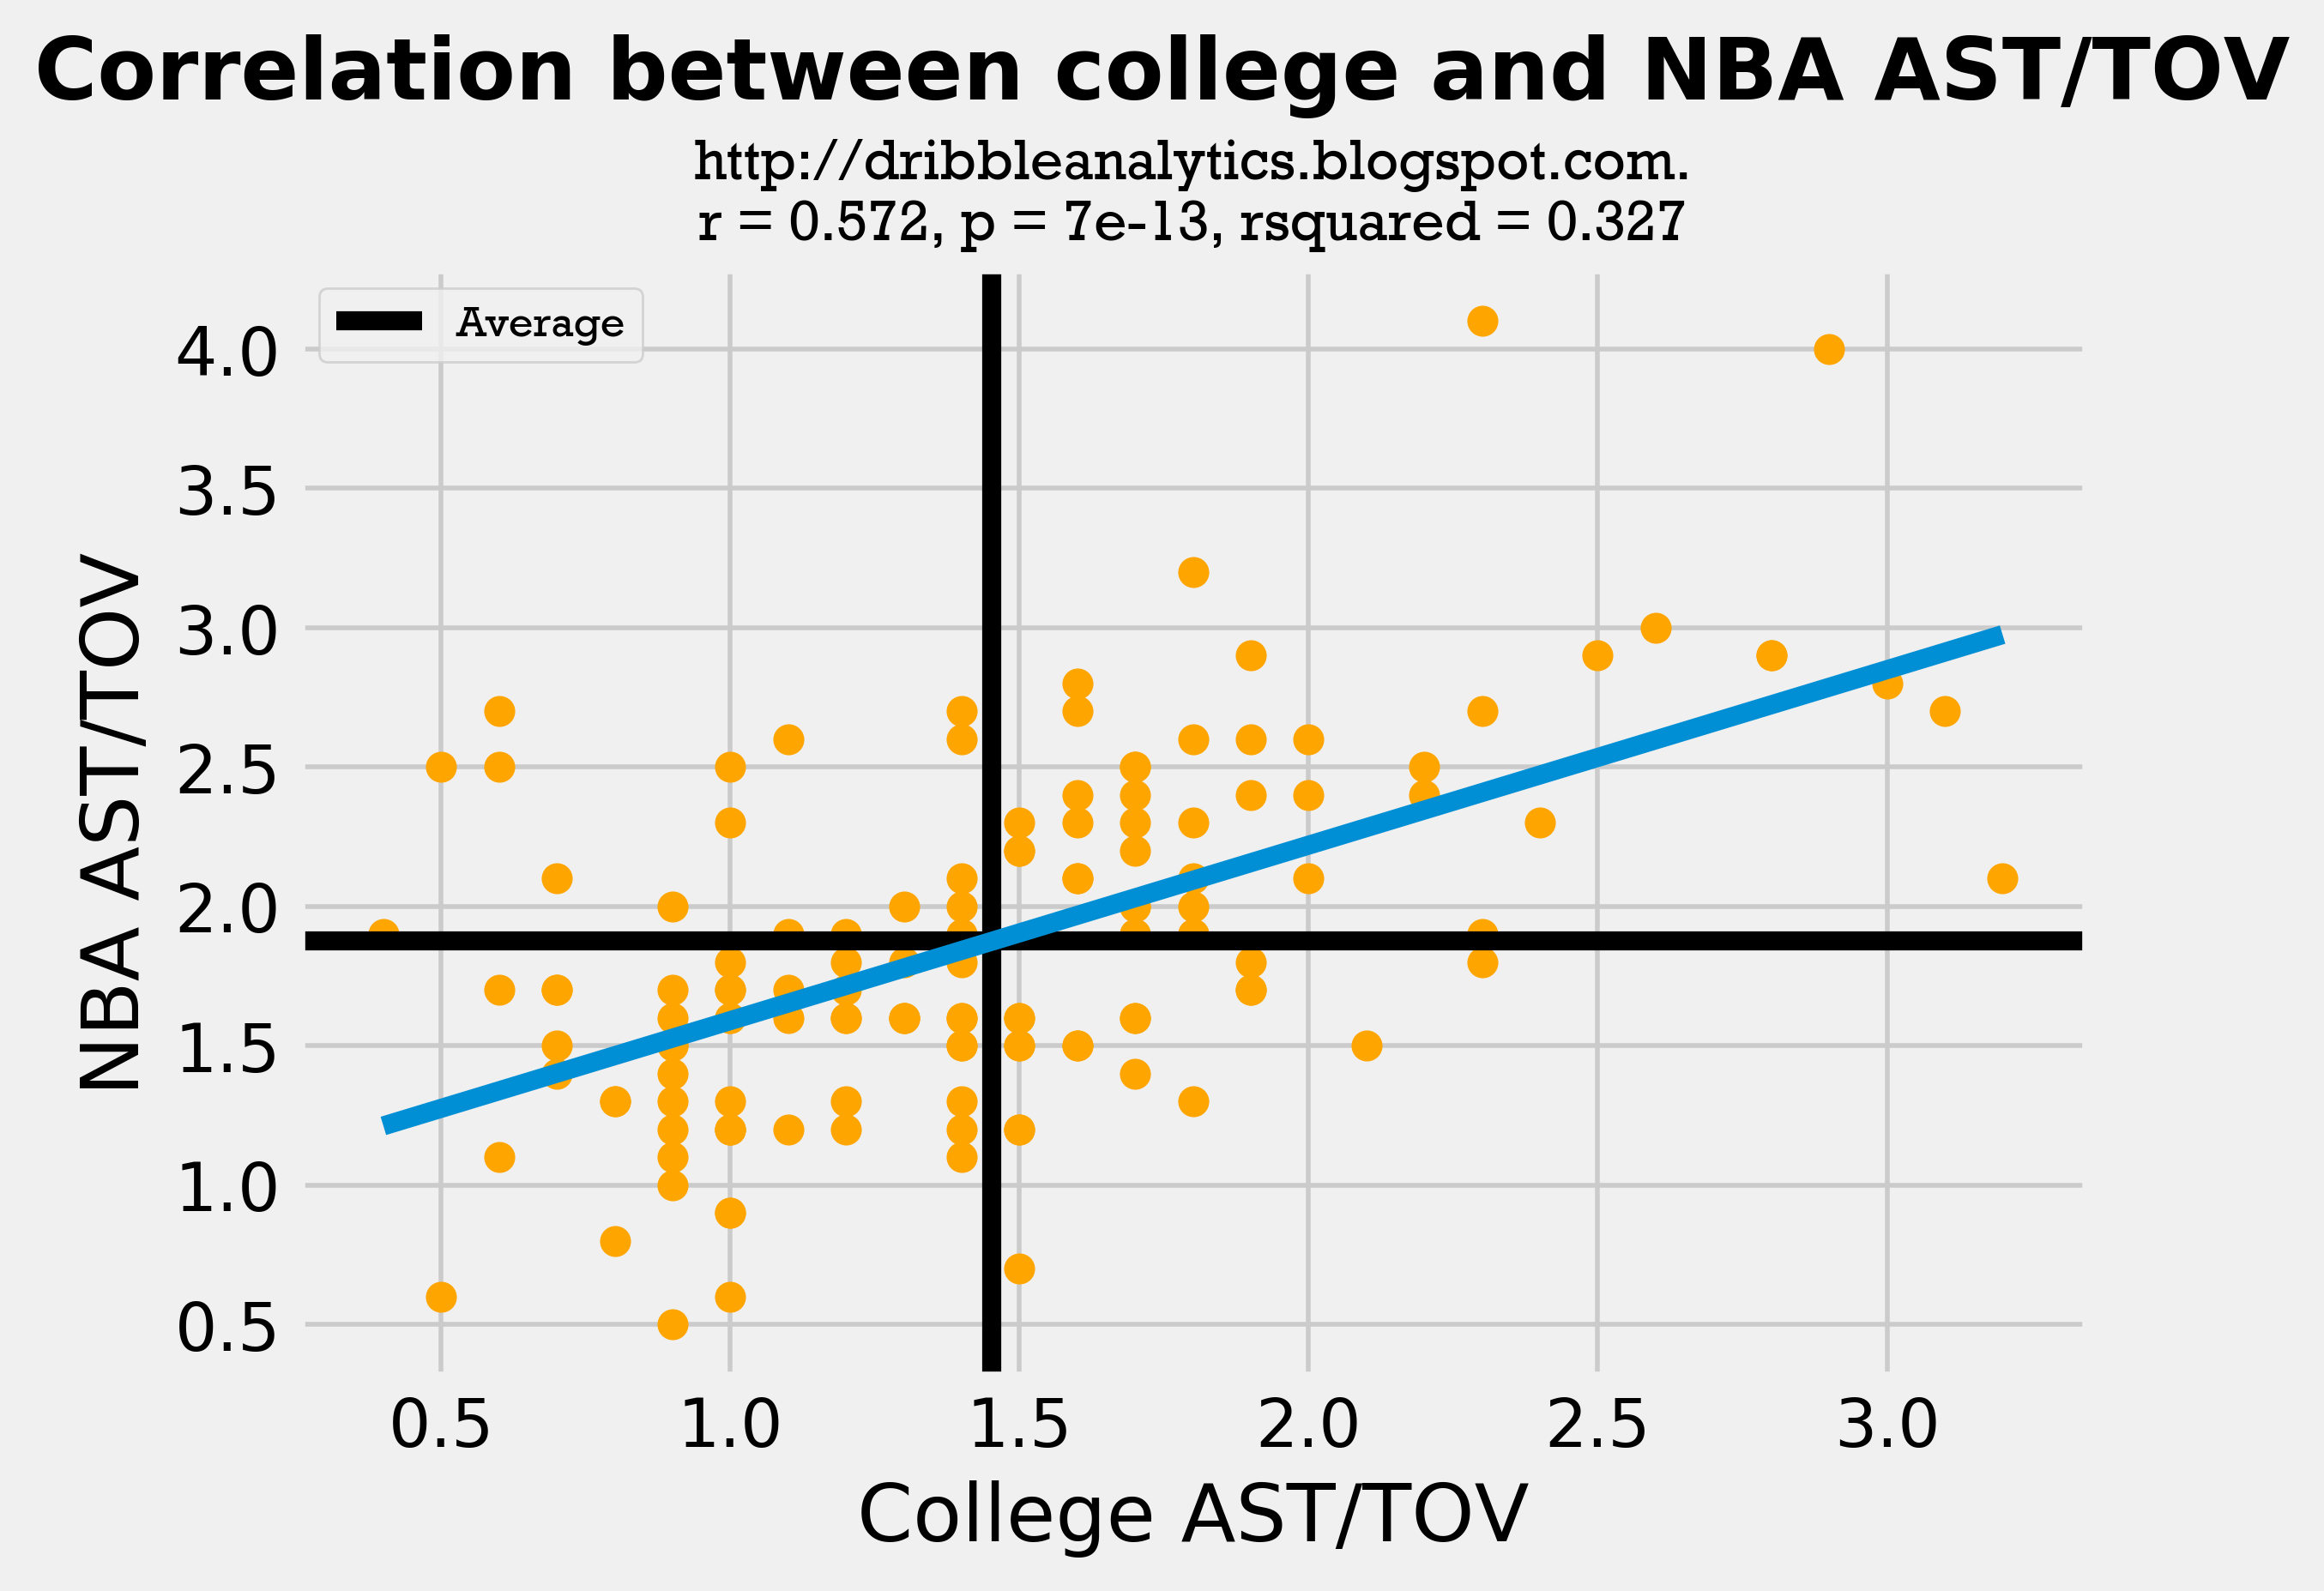 Correlation between college and NBA AST/TOV
http://dribbleanalytics.blogspot.com.
r = 0.572, p = 7e-13, rsquared = 0.327
Average
NBA AST/TOV
4.0
3.5
3.0
2.5
2.0
1.5
1.0
0.5
0.5 1.0 1.5 2.0 2.5 3.0
College AST/TOV